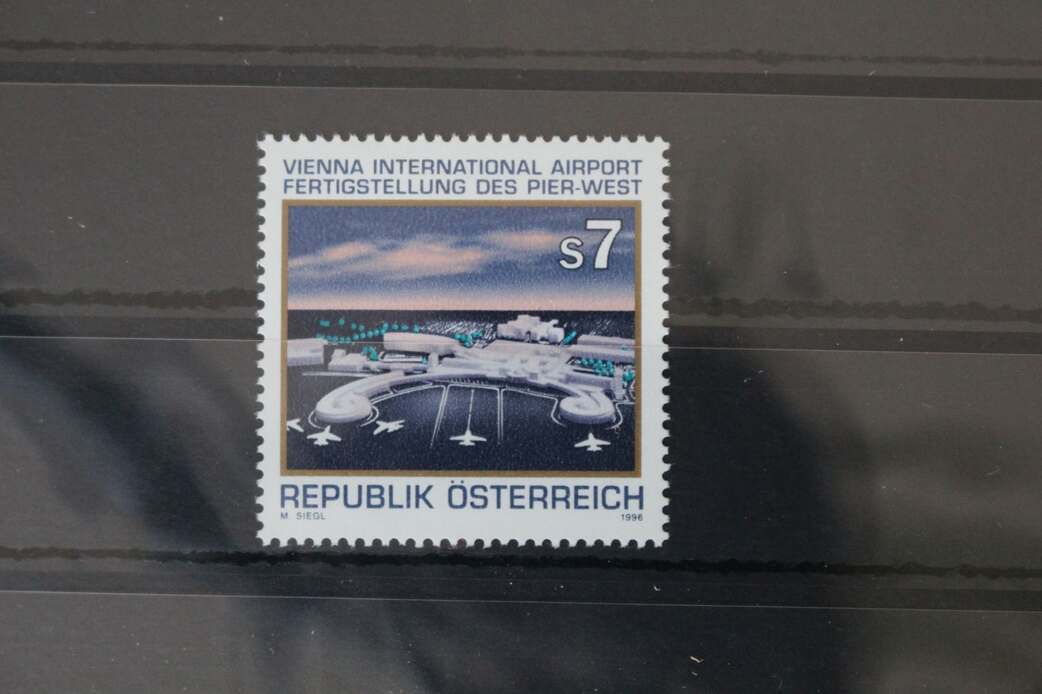 VIENNA INTERNATIONAL AIRPORT
FERTIGSTELLUNG DES PIER-WEST
S7
REPUBLIK ÖSTERREICH
M. SIEGL 1996